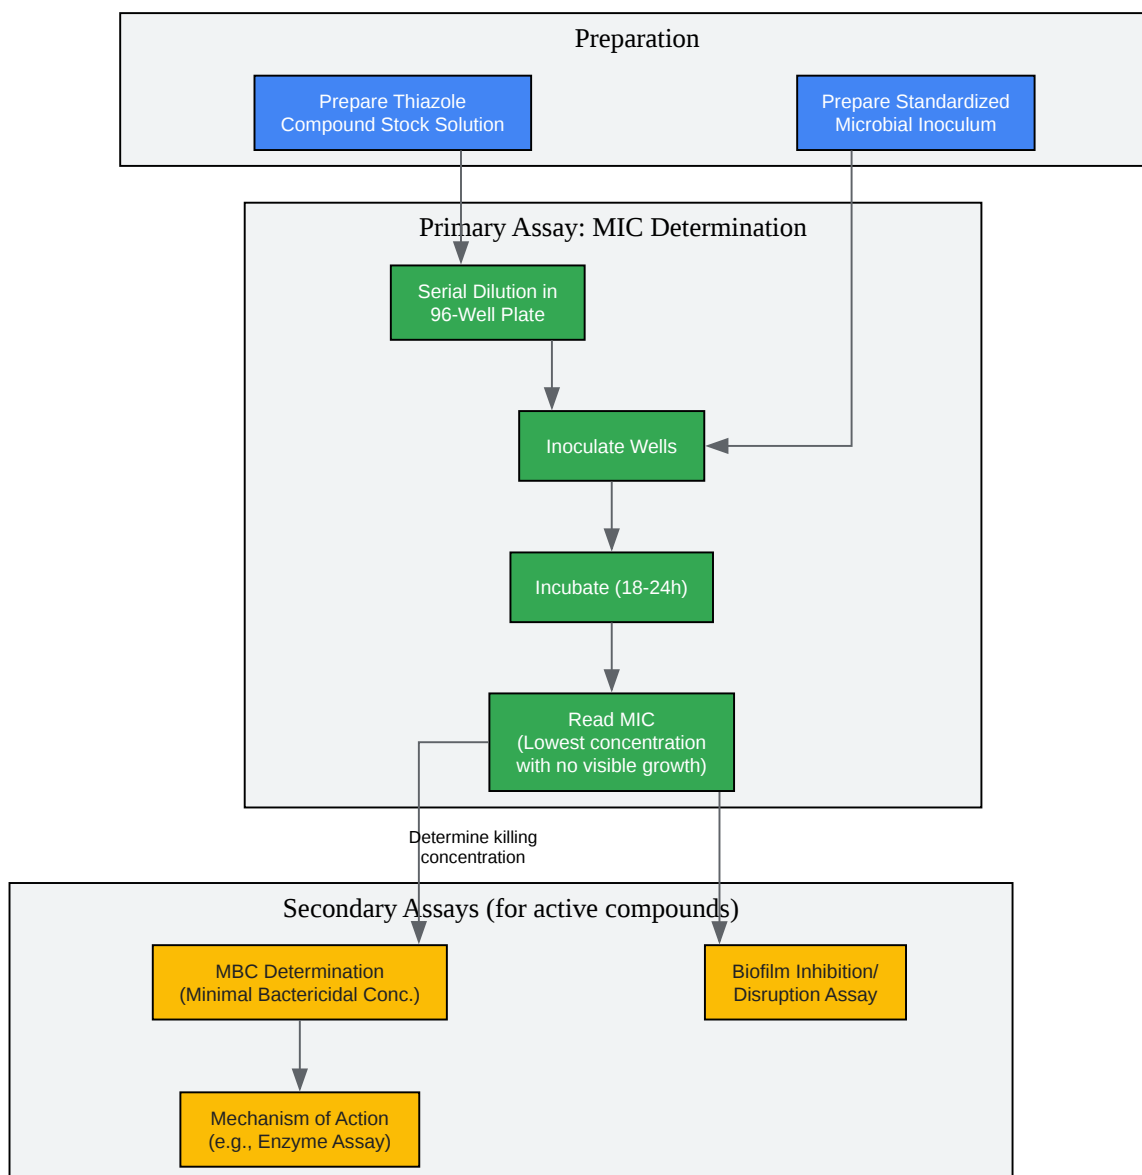 Preparation
Prepare Thiazole
Compound Stock Solution
Prepare Standardized
Microbial Inoculum
Primary Assay: MIC Determination
Serial Dilution in
96-Well Plate
Inoculate Wells
Incubate (18-24h)
Read MIC
(Lowest concentration
with no visible growth)
Determine killing
concentration
Secondary Assays (for active compounds)
MBC Determination
(Minimal Bactericidal Conc.)
Biofilm Inhibition/
Disruption Assay
Mechanism of Action
(e.g., Enzyme Assay)